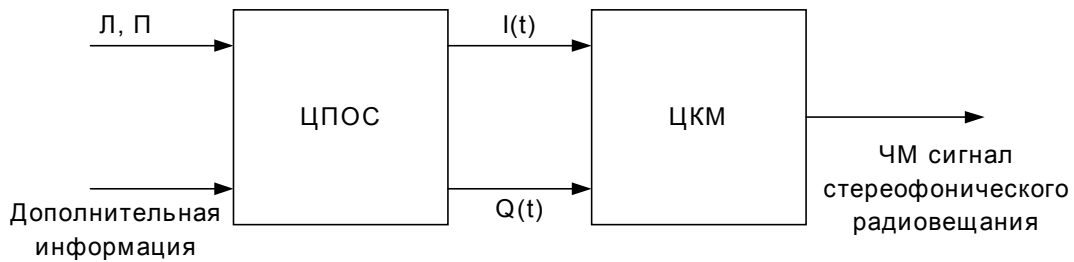 Л, П
I(t)
ЦПОС
ЦКМ
ЧМ сигнал
стереофонического
радиовещания
Q(t)
Дополнительная
информация